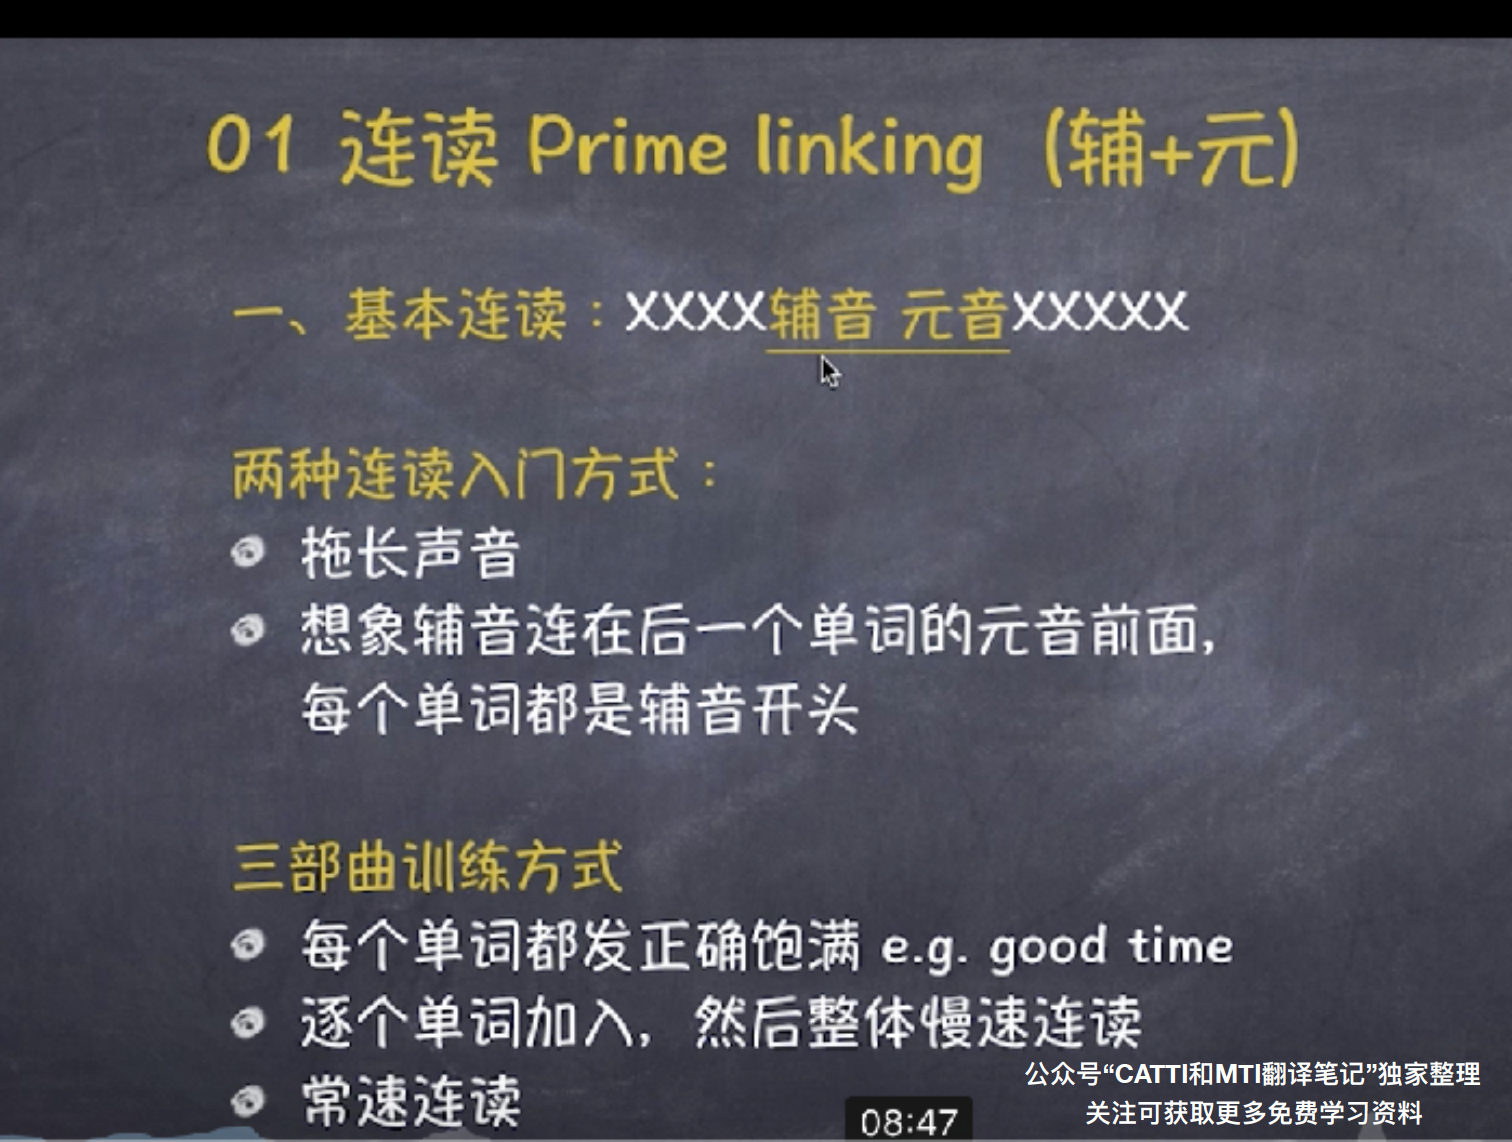 01 连读 Prime linking （辅+元）
一、基本连读：XXXX辅音 元音XXXXX
两种连读入门方式：
拖长声音
想象辅音连在后一个单词的元音前面，
每个单词都是辅音开头
三部曲训练方式
每个单词都发正确饱满 e.g. good time
逐个单词加入，然后整体慢速连读
常速连读
公众号“CATTI和MTI翻译笔记”独家整理
关注可获取更多免费学习资料
08:47